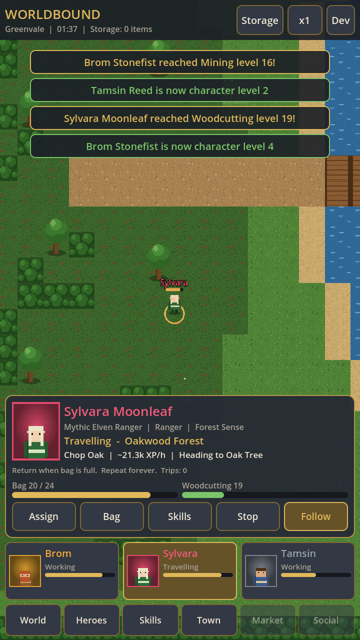 WORLDBOUND
Greenvale | 01:37 | Storage: 0 items
Storage
x1
Dev
Brom Stonefist reached Mining level 16!
Tamsin Reed is now character level 2
Sylvara Moonleaf reached Woodcutting level 19!
Brom Stonefist is now character level 4
Sylvara
Sylvara Moonleaf
Mythic Elven Ranger | Ranger | Forest Sense
Travelling - Oakwood Forest
Chop Oak | ~21.3k XP/h | Heading to Oak Tree
Return when bag is full. Repeat forever. Trips: 0
Bag 20 / 24
Woodcutting 19
Assign
Bag
Skills
Stop
Follow
Brom
Working
Sylvara
Travelling
Tamsin
Working
World
Heroes
Skills
Town
Market
Social